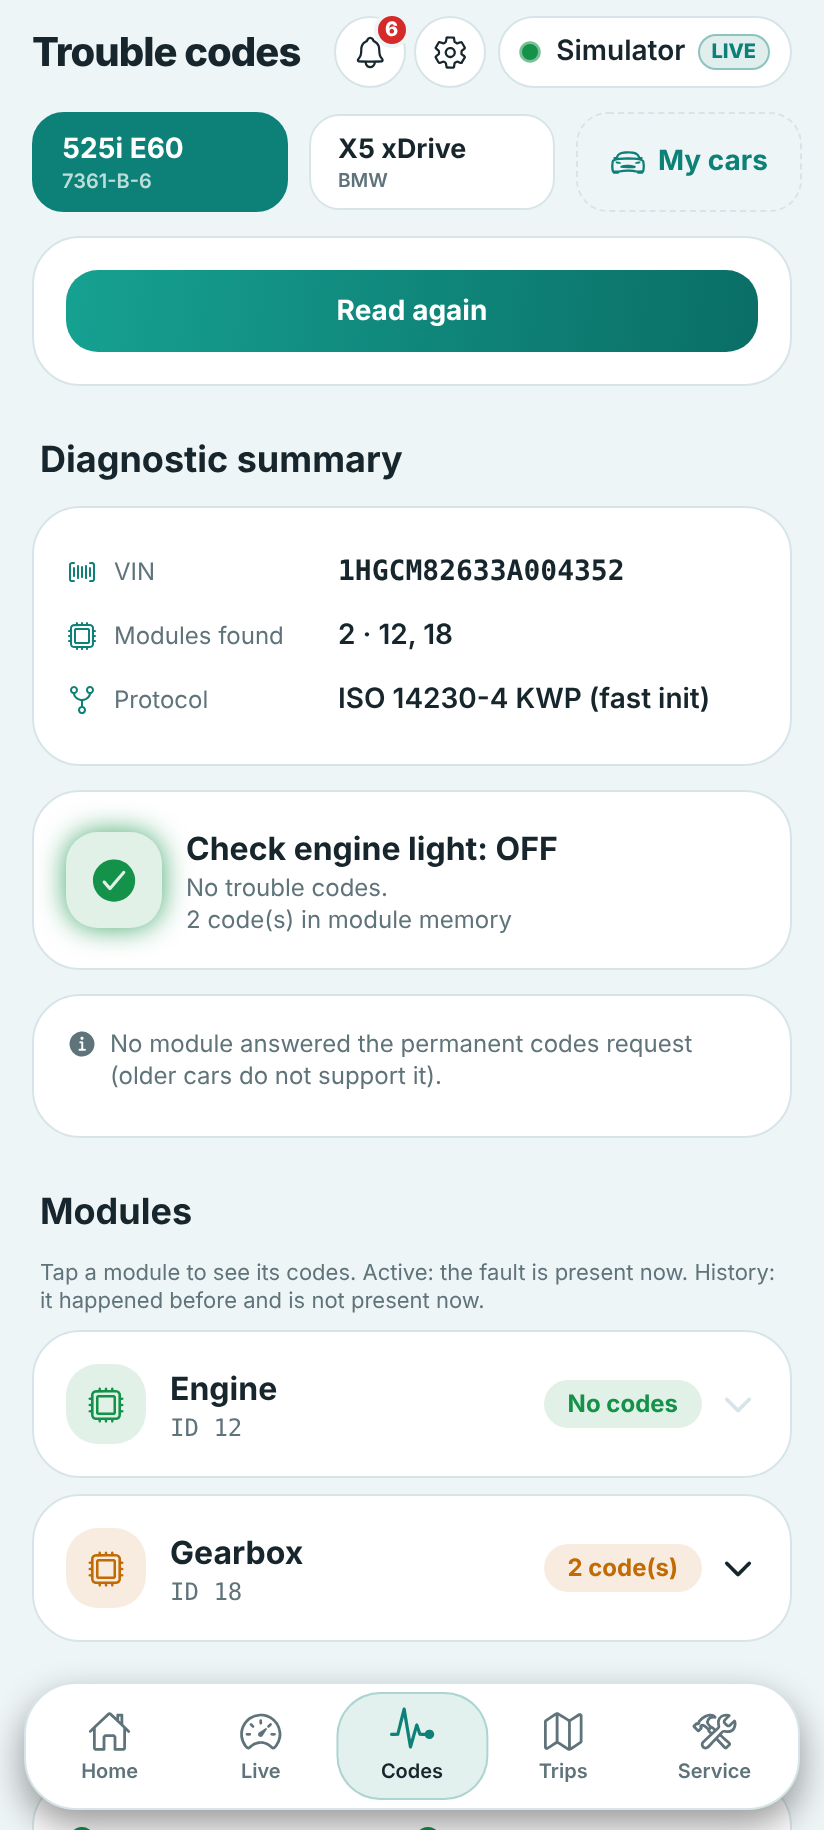 Trouble codes
6
Simulator LIVE
525i E60
7361-B-6
X5 xDrive
BMW
My cars
Read again
Diagnostic summary
VIN 1HGCM82633A004352
Modules found 2 · 12, 18
Protocol ISO 14230-4 KWP (fast init)
Check engine light: OFF
No trouble codes.
2 code(s) in module memory
No module answered the permanent codes request
(older cars do not support it).
Modules
Tap a module to see its codes. Active: the fault is present now. History:
it happened before and is not present now.
Engine
ID 12
No codes
Gearbox
ID 18
2 code(s)
Home
Live
Codes
Trips
Service